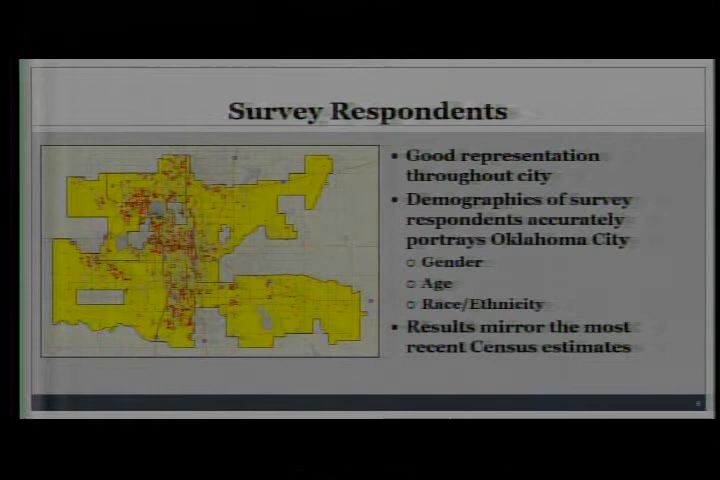 Survey Respondents
• Good representation
throughout city
• Demographics of survey
respondents accurately
portrays Oklahoma City
o Gender
o Age
o Race/Ethnicity
• Results mirror the most
recent Census estimates